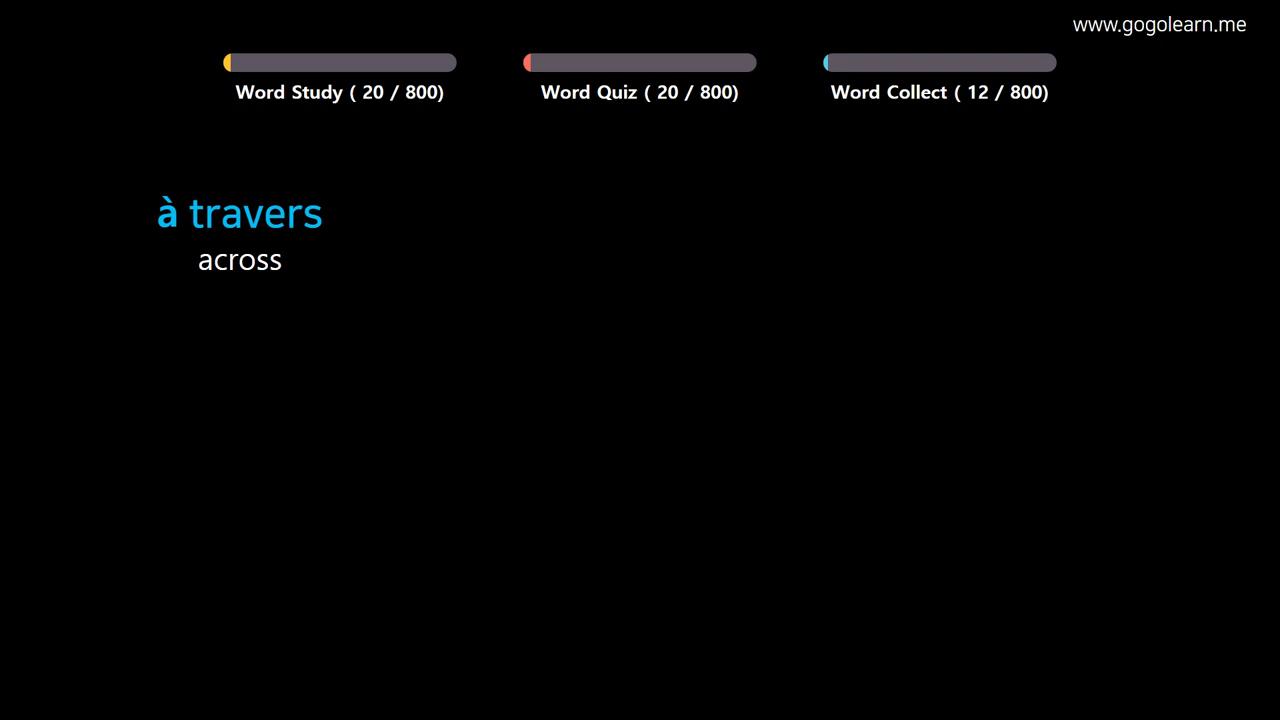 www.gogolearn.me
Word Study ( 20 / 800)
Word Quiz ( 20 / 800)
Word Collect ( 12 / 800)
à travers
across